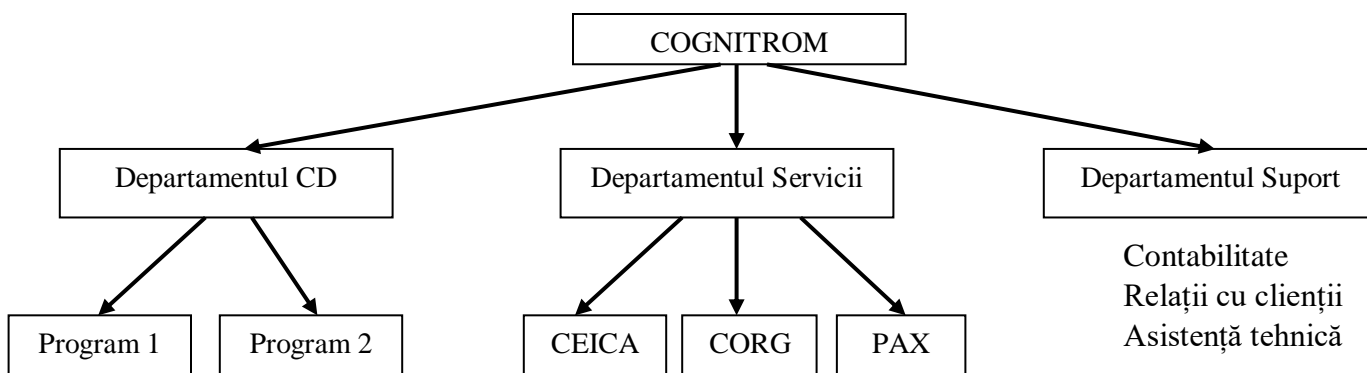 COGNITROM
Departamentul CD
Departamentul Servicii
Departamentul Suport
Contabilitate
Relații cu clienții
Asistență tehnică
Program 1
Program 2
CEICA
CORG
PAX